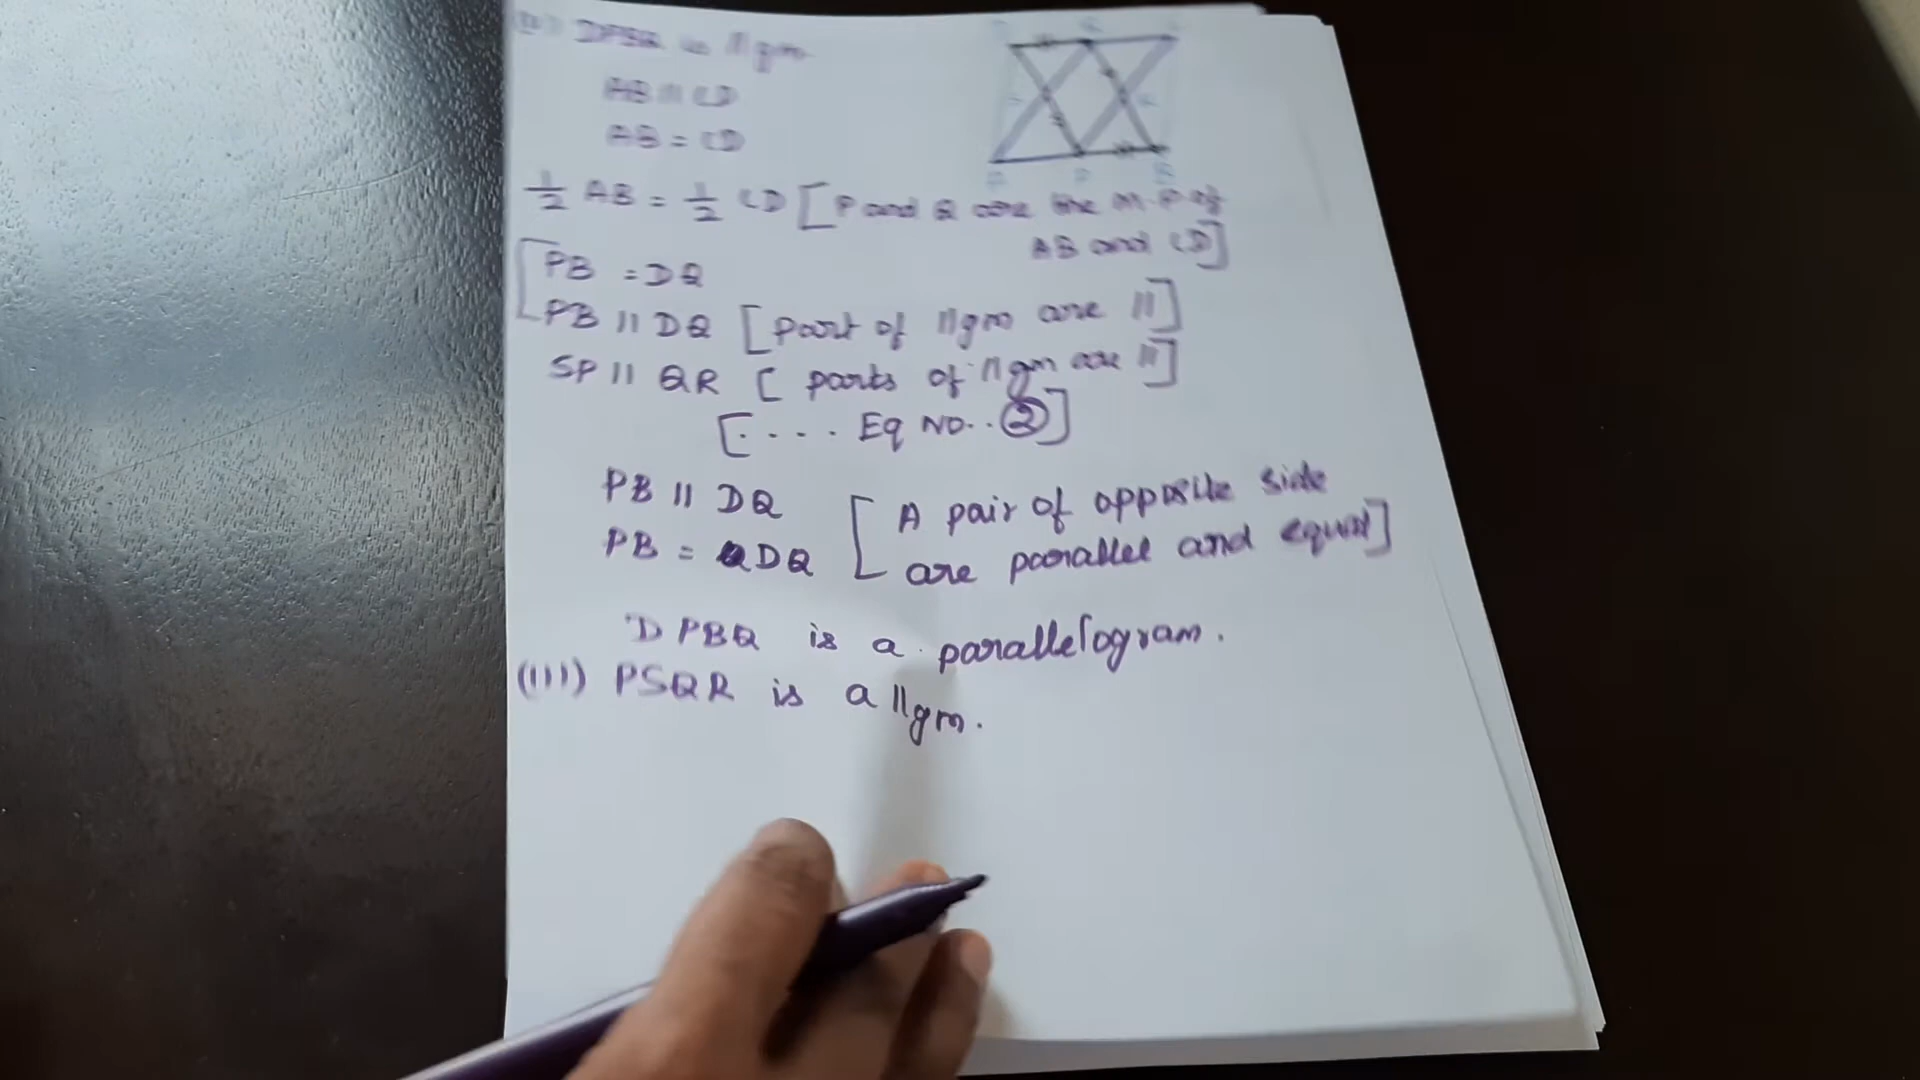 DPBQ is ||gm
AB || CD
AB = CD
1/2 AB = 1/2 CD [P and Q are the M.P of
AB and CD]
PB = DQ
PB || DQ [part of ||gm are ||]
SP || QR [parts of ||gm are ||]
[.... Eq No.. ②]
PB || DQ [A pair of opposite side
PB = DQ are parallel and equal]
DPBQ is a parallelogram.
(III) PSQR is a ||gm.